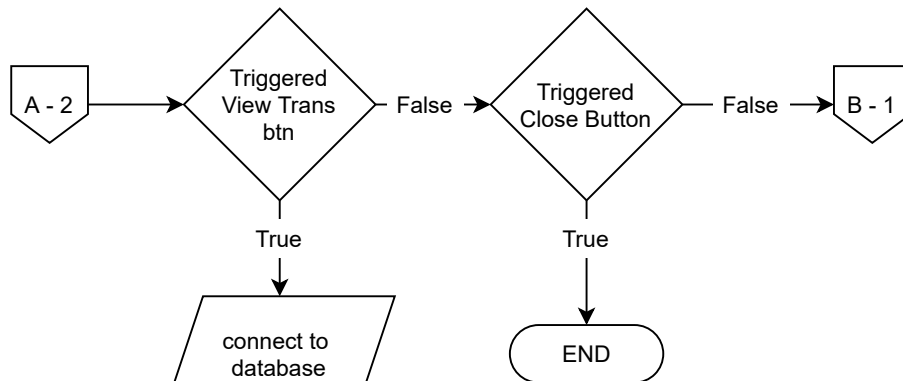 A - 2
Triggered
View Trans
btn
False
Triggered
Close Button
False
B - 1
True
True
connect to
database
END